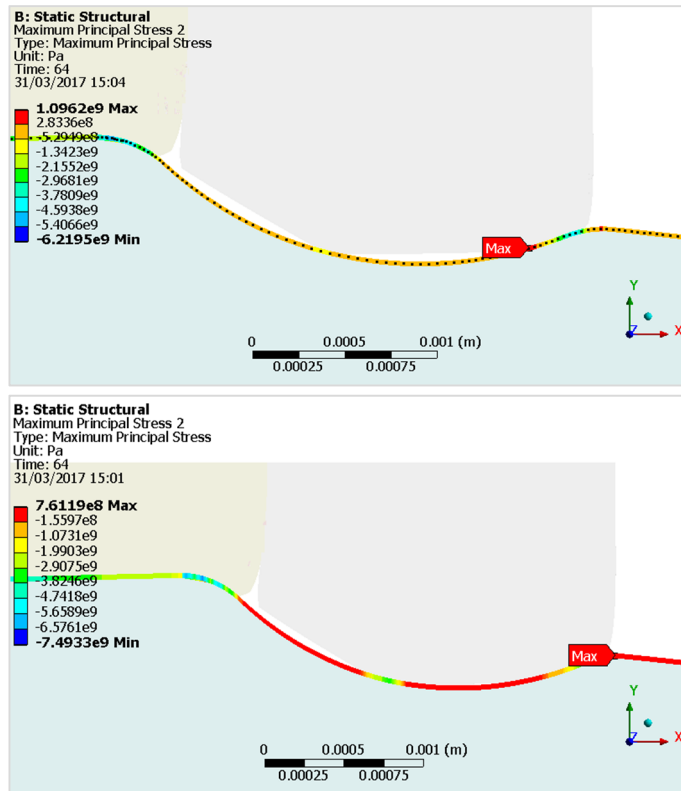 B: Static Structural
Maximum Principal Stress 2
Type: Maximum Principal Stress
Unit: Pa
Time: 64
31/03/2017 15:04
1.0962e9 Max
2.8336e8
-5.2949e8
-1.3423e9
-2.1552e9
-2.9681e9
-3.7809e9
-4.5938e9
-5.4066e9
-6.2195e9 Min
Max
Y
Z
X
0 0.0005 0.001 (m)
0.00025 0.00075
B: Static Structural
Maximum Principal Stress 2
Type: Maximum Principal Stress
Unit: Pa
Time: 64
31/03/2017 15:01
7.6119e8 Max
-1.5597e8
-1.0731e9
-1.9903e9
-2.9075e9
-3.8246e9
-4.7418e9
-5.6589e9
-6.5761e9
-7.4933e9 Min
Max
Y
Z
X
0 0.0005 0.001 (m)
0.00025 0.00075